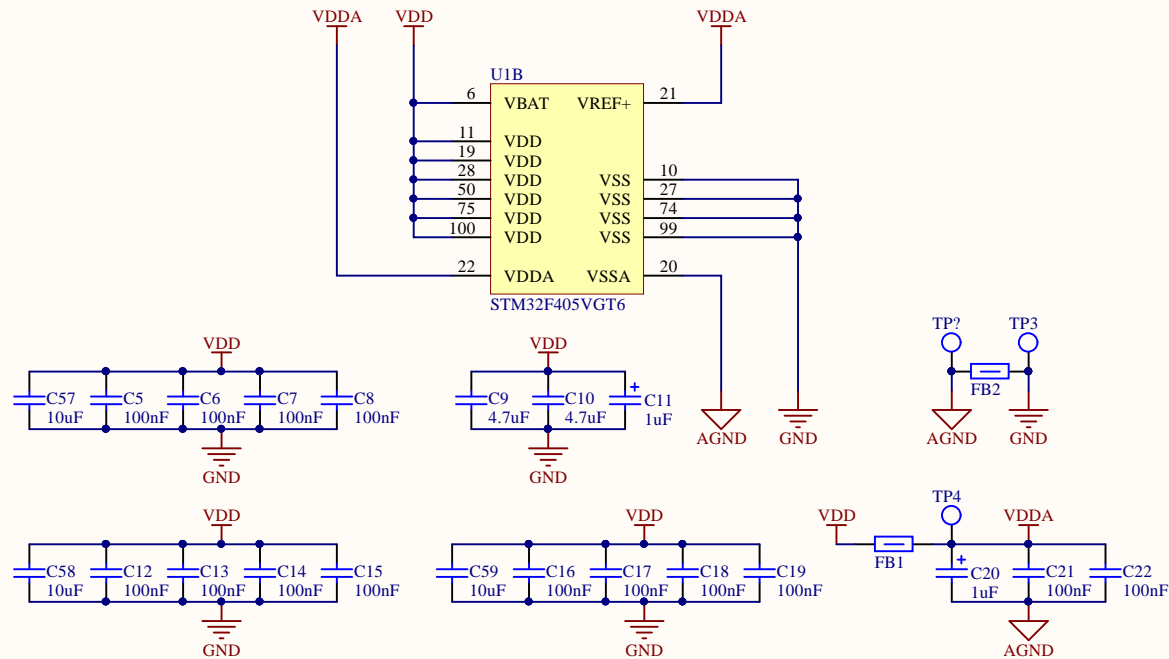 VDDA
VDD
VDDA
U1B
6
VBAT
VREF+
21
11
VDD
19
VDD
28
VDD
VSS
10
50
VDD
VSS
27
75
VDD
VSS
74
100
VDD
VSS
99
22
VDDA
VSSA
20
STM32F405VGT6
AGND
GND
TP?
TP3
FB2
AGND
GND
VDD
C57
10uF
C5
100nF
C6
100nF
C7
100nF
C8
100nF
GND
VDD
C9
4.7uF
C10
4.7uF
+
C11
1uF
GND
VDD
C58
10uF
C12
100nF
C13
100nF
C14
100nF
C15
100nF
GND
VDD
C59
10uF
C16
100nF
C17
100nF
C18
100nF
C19
100nF
GND
VDD
FB1
TP4
VDDA
+
C20
1uF
C21
100nF
C22
100nF
AGND